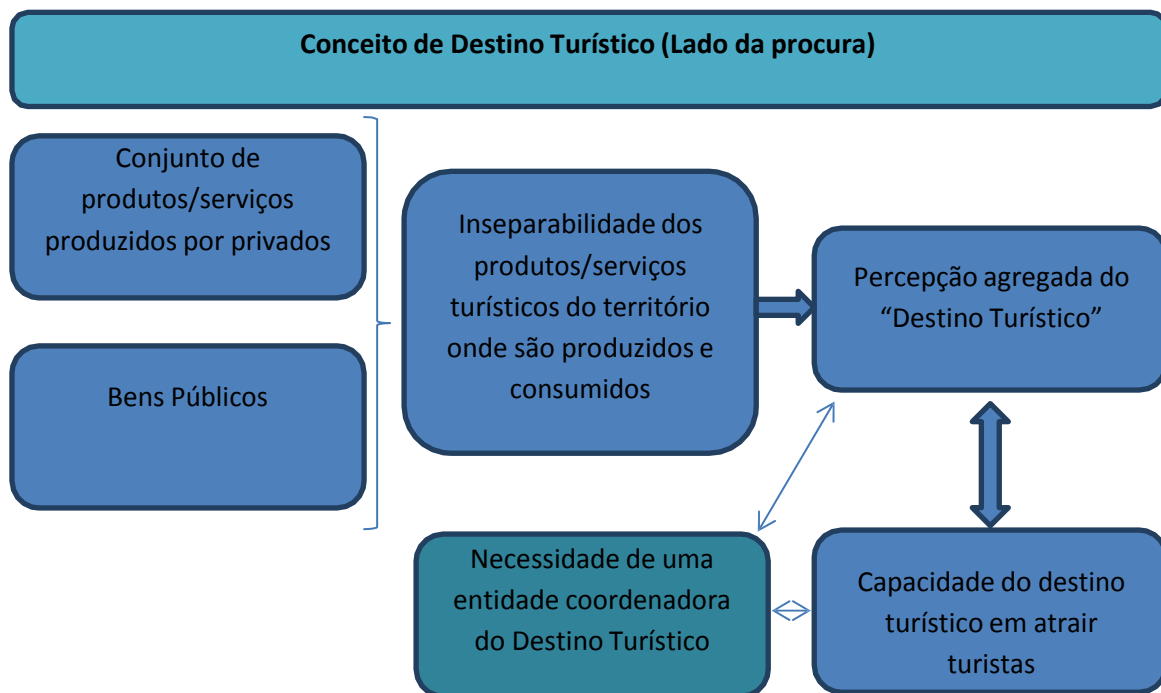 Conceito de Destino Turístico (Lado da procura)
Conjunto de
produtos/serviços
produzidos por privados
Bens Públicos
Inseparabilidade dos
produtos/serviços
turísticos do território
onde são produzidos e
consumidos
Percepção agregada do
“Destino Turístico”
Necessidade de uma
entidade coordenadora
do Destino Turístico
Capacidade do destino
turístico em atrair
turistas